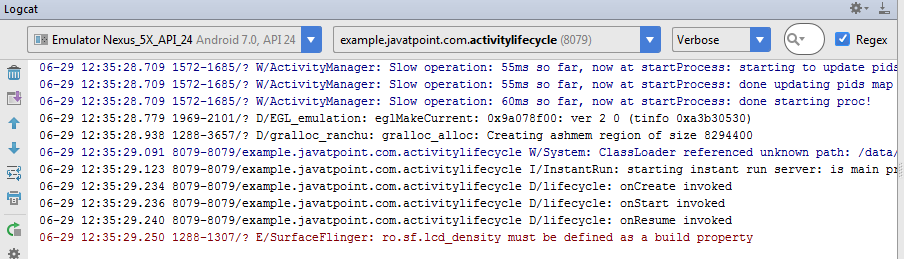 Logcat
Emulator Nexus_5X_API_24 Android 7.0, API 24
example.javatpoint.com.activitylifecycle (8079)
Verbose
Regex
06-29 12:35:28.709 1572-1685/? W/ActivityManager: Slow operation: 55ms so far, now at startProcess: starting to update pids
06-29 12:35:28.709 1572-1685/? W/ActivityManager: Slow operation: 55ms so far, now at startProcess: done updating pids map
06-29 12:35:28.709 1572-1685/? W/ActivityManager: Slow operation: 60ms so far, now at startProcess: done starting proc!
06-29 12:35:28.779 1969-2101/? D/EGL_emulation: eglMakeCurrent: 0x9a078f00: ver 2 0 (tinfo 0xa3b30530)
06-29 12:35:28.938 1288-3657/? D/gralloc_ranchu: gralloc_alloc: Creating ashmem region of size 8294400
06-29 12:35:29.091 8079-8079/example.javatpoint.com.activitylifecycle W/System: ClassLoader referenced unknown path: /data/
06-29 12:35:29.123 8079-8079/example.javatpoint.com.activitylifecycle I/InstantRun: starting instant run server: is main pr
06-29 12:35:29.234 8079-8079/example.javatpoint.com.activitylifecycle D/lifecycle: onCreate invoked
06-29 12:35:29.236 8079-8079/example.javatpoint.com.activitylifecycle D/lifecycle: onStart invoked
06-29 12:35:29.240 8079-8079/example.javatpoint.com.activitylifecycle D/lifecycle: onResume invoked
06-29 12:35:29.250 1288-1307/? E/SurfaceFlinger: ro.sf.lcd_density must be defined as a build property